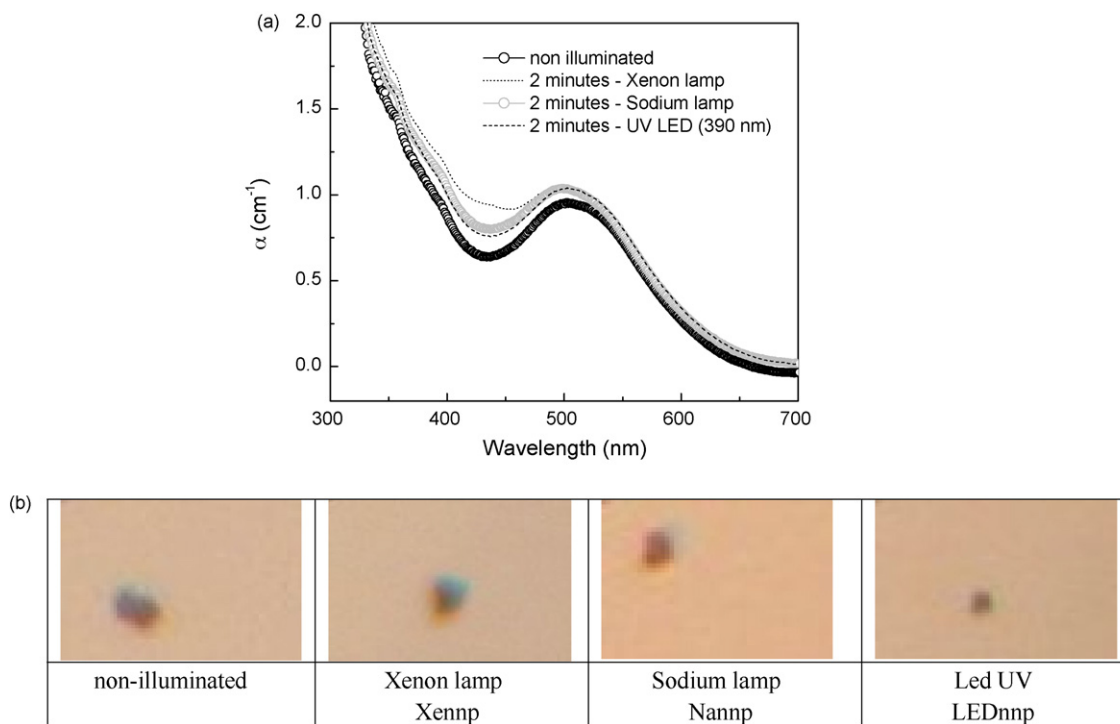 (a)
2.0
1.5
1.0
0.5
0.0
α (cm⁻¹)
non illuminated
2 minutes - Xenon lamp
2 minutes - Sodium lamp
2 minutes - UV LED (390 nm)
300 400 500 600 700
Wavelength (nm)
(b)
non-illuminated Xenon lamp Sodium lamp Led UV
Xennp Nannp LEDnnp